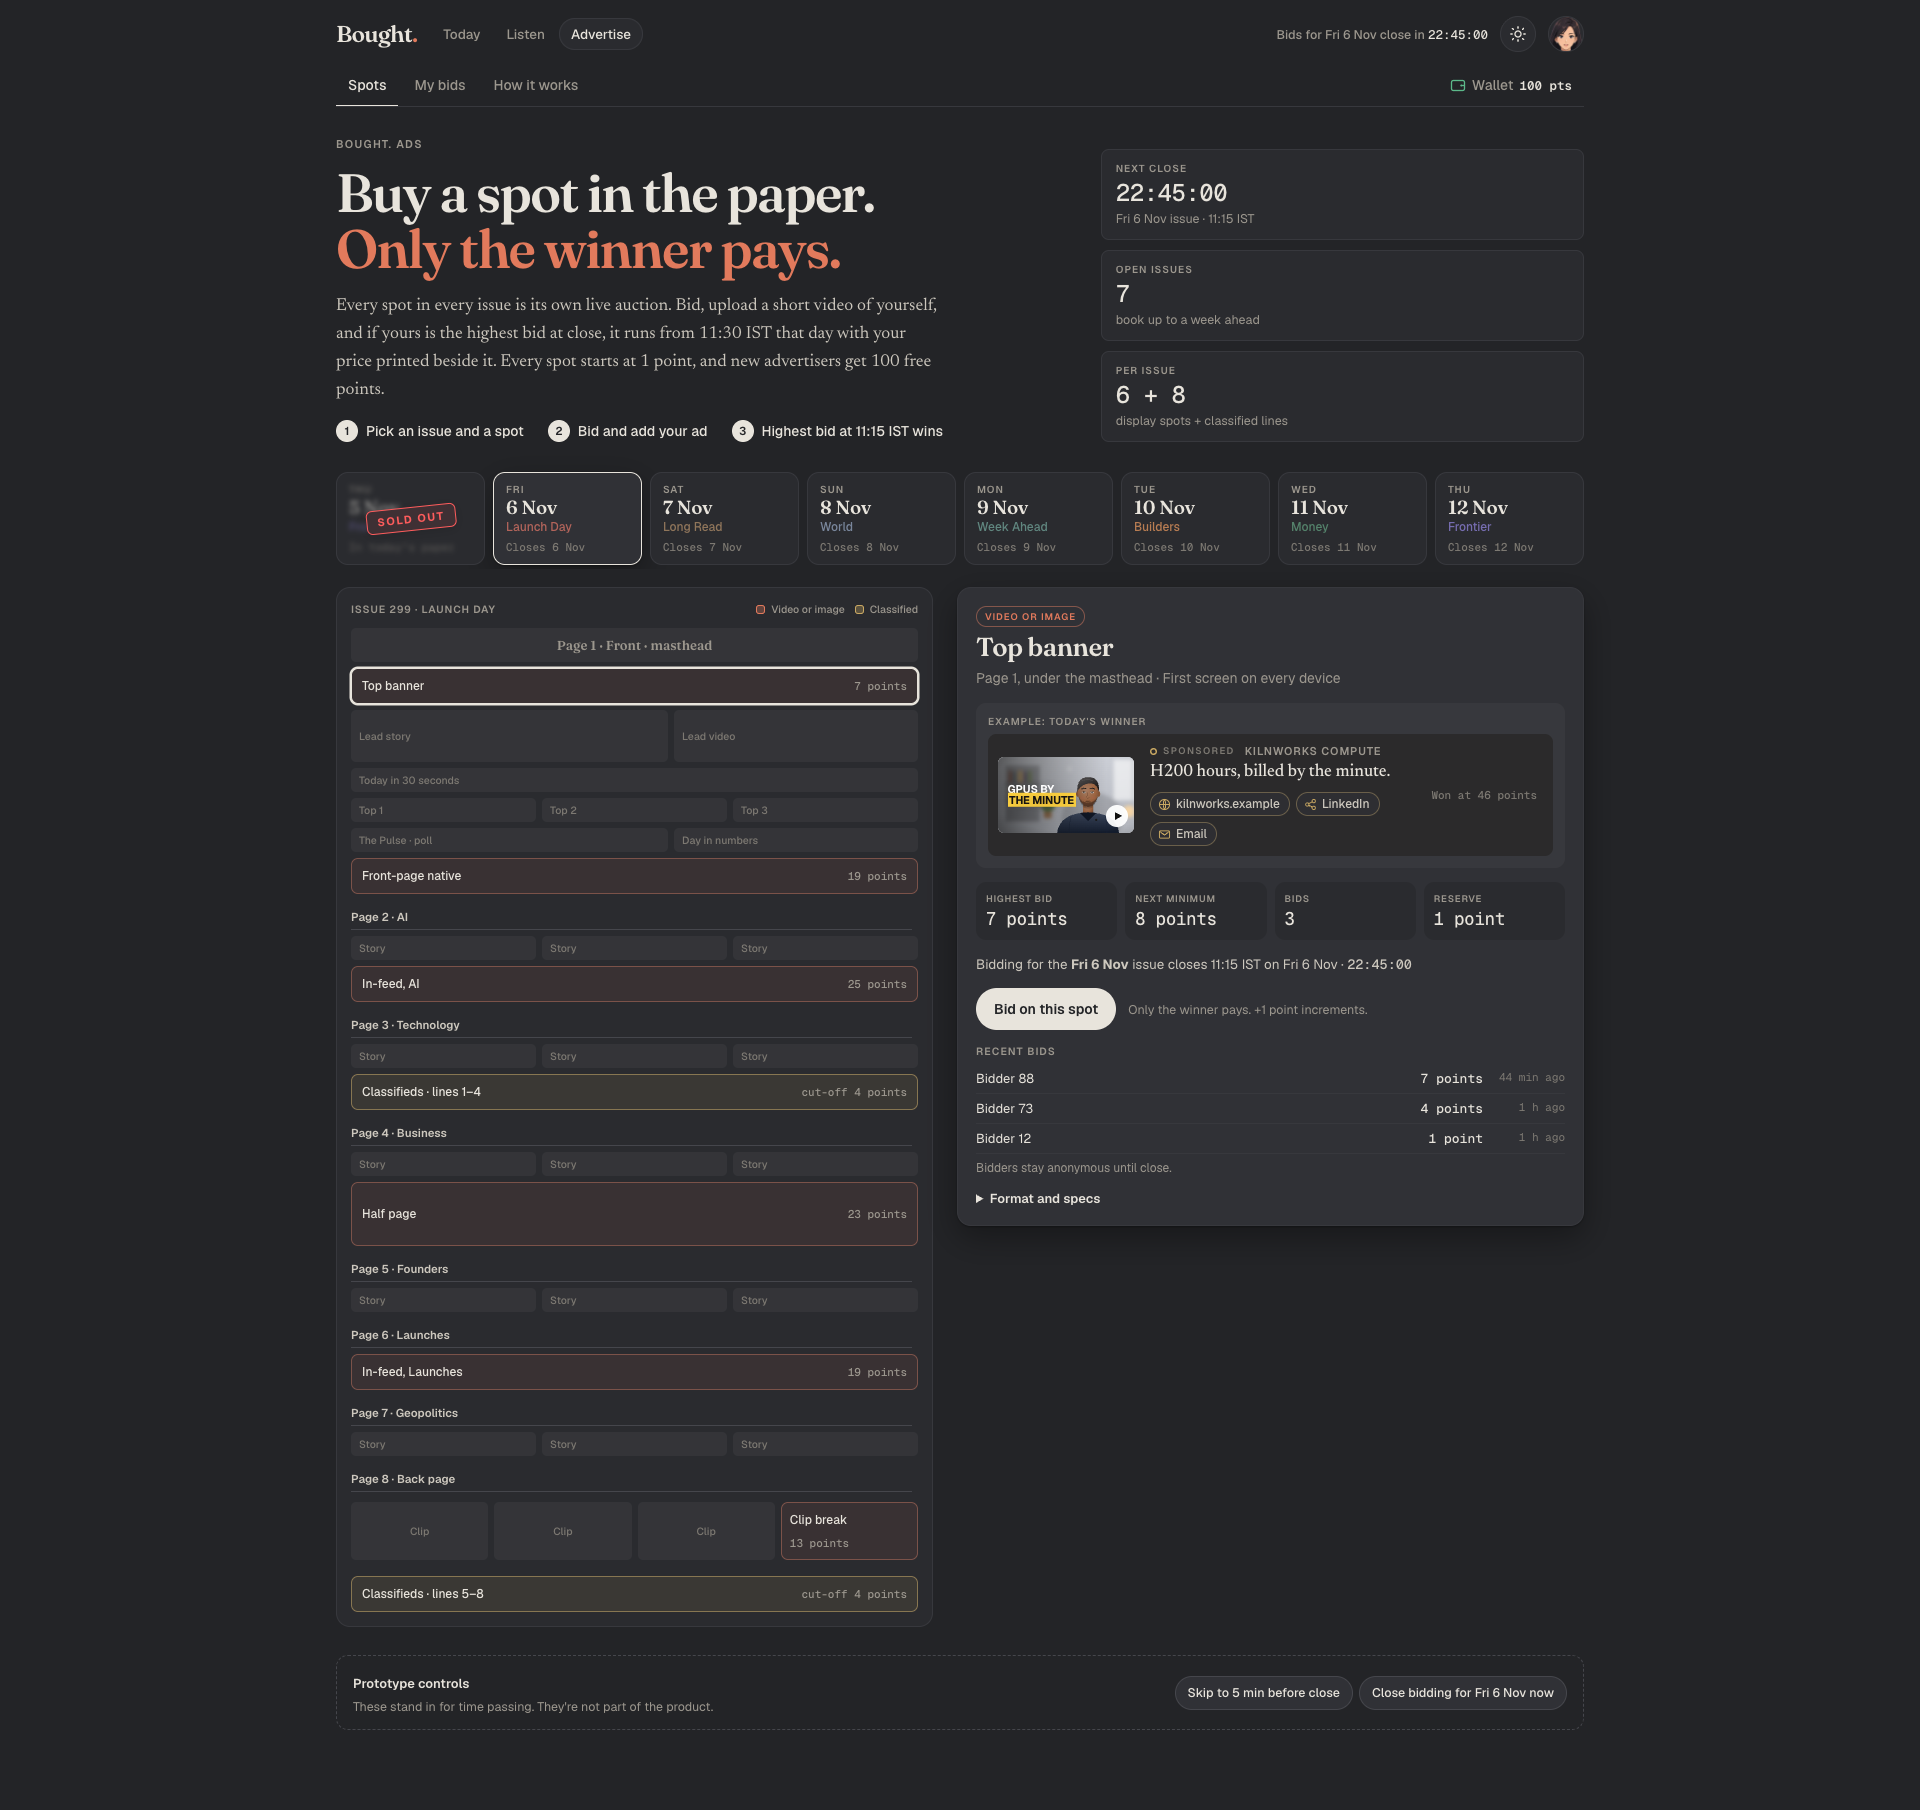 Bought.
Today
Listen
Advertise
Bids for Fri 6 Nov close in 22:45:00
Spots
My bids
How it works
Wallet 100 pts
BOUGHT. ADS
Buy a spot in the paper.
Only the winner pays.
Every spot in every issue is its own live auction. Bid, upload a short video of yourself,
and if yours is the highest bid at close, it runs from 11:30 IST that day with your
price printed beside it. Every spot starts at 1 point, and new advertisers get 100 free
points.
1 Pick an issue and a spot
2 Bid and add your ad
3 Highest bid at 11:15 IST wins
NEXT CLOSE
22:45:00
Fri 6 Nov issue · 11:15 IST
OPEN ISSUES
7
book up to a week ahead
PER ISSUE
6 + 8
display spots + classified lines
SOLD OUT
FRI
6 Nov
Launch Day
Closes 6 Nov
SAT
7 Nov
Long Read
Closes 7 Nov
SUN
8 Nov
World
Closes 8 Nov
MON
9 Nov
Week Ahead
Closes 9 Nov
TUE
10 Nov
Builders
Closes 10 Nov
WED
11 Nov
Money
Closes 11 Nov
THU
12 Nov
Frontier
Closes 12 Nov
ISSUE 299 · LAUNCH DAY
Video or image
Classified
Page 1 · Front · masthead
Top banner 7 points
Lead story
Lead video
Today in 30 seconds
Top 1
Top 2
Top 3
The Pulse · poll
Day in numbers
Front-page native 19 points
Page 2 · AI
Story
Story
Story
In-feed, AI 25 points
Page 3 · Technology
Story
Story
Story
Classifieds · lines 1–4 cut-off 4 points
Page 4 · Business
Story
Story
Story
Half page 23 points
Page 5 · Founders
Story
Story
Story
Page 6 · Launches
In-feed, Launches 19 points
Page 7 · Geopolitics
Story
Story
Story
Page 8 · Back page
Clip
Clip
Clip
Clip break
13 points
Classifieds · lines 5–8 cut-off 4 points
VIDEO OR IMAGE
Top banner
Page 1, under the masthead · First screen on every device
EXAMPLE: TODAY'S WINNER
GPUS BY
THE MINUTE
SPONSORED KILNWORKS COMPUTE
H200 hours, billed by the minute.
kilnworks.example
LinkedIn
Email
Won at 46 points
HIGHEST BID
7 points
NEXT MINIMUM
8 points
BIDS
3
RESERVE
1 point
Bidding for the Fri 6 Nov issue closes 11:15 IST on Fri 6 Nov · 22:45:00
Bid on this spot
Only the winner pays. +1 point increments.
RECENT BIDS
Bidder 88 7 points 44 min ago
Bidder 73 4 points 1 h ago
Bidder 12 1 point 1 h ago
Bidders stay anonymous until close.
Format and specs
Prototype controls
These stand in for time passing. They're not part of the product.
Skip to 5 min before close
Close bidding for Fri 6 Nov now